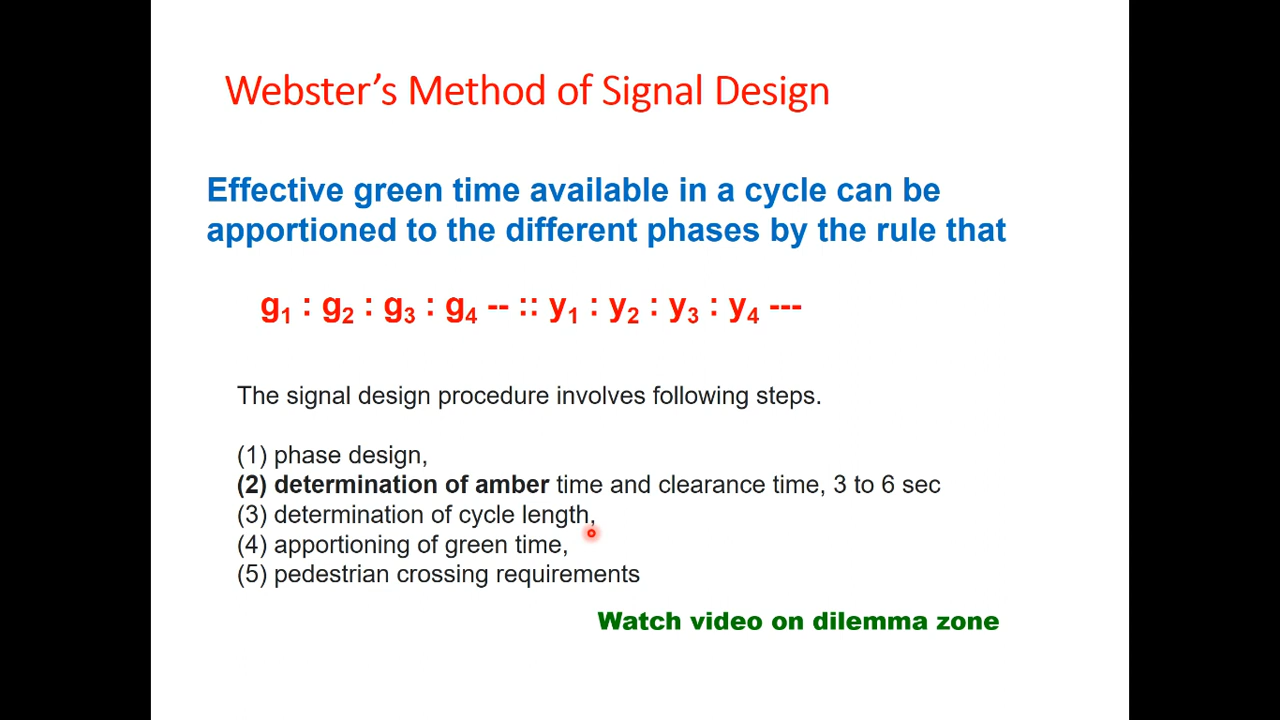 Webster’s Method of Signal Design
Effective green time available in a cycle can be
apportioned to the different phases by the rule that
g₁ : g₂ : g₃ : g₄ -- :: y₁ : y₂ : y₃ : y₄ ---
The signal design procedure involves following steps.
(1) phase design,
(2) determination of amber time and clearance time, 3 to 6 sec
(3) determination of cycle length,
(4) apportioning of green time,
(5) pedestrian crossing requirements
Watch video on dilemma zone